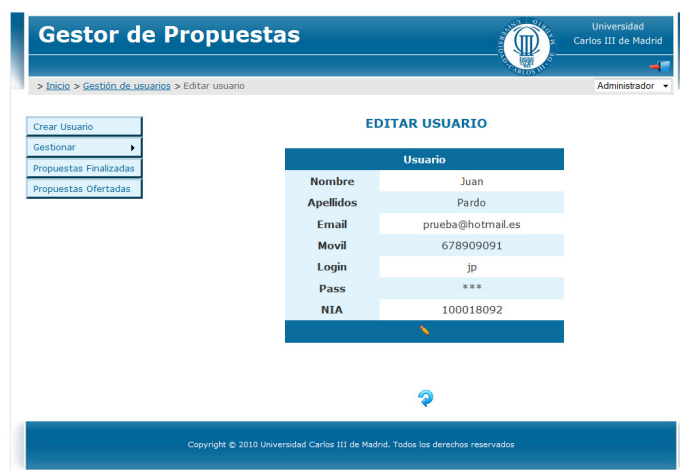 Gestor de Propuestas
Universidad
Carlos III de Madrid
> Inicio > Gestión de usuarios > Editar usuario
Administrador
Crear Usuario
Gestionar
Propuestas Finalizadas
Propuestas Ofertadas
EDITAR USUARIO
Usuario
Nombre Juan
Apellidos Pardo
Email prueba@hotmail.es
Movil 678909091
Login jp
Pass ***
NIA 100018092
Copyright © 2010 Universidad Carlos III de Madrid. Todos los derechos reservados